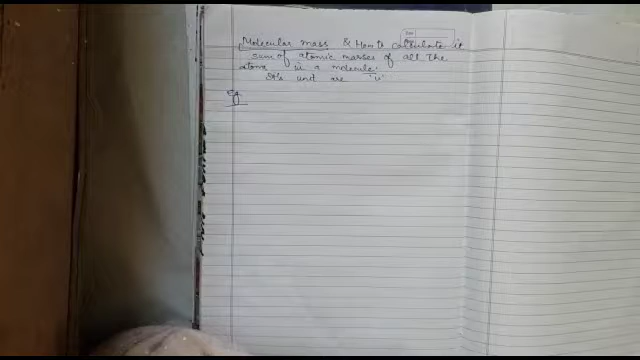 Molecular mass & How to calculate it
sum of atomic masses of all the
atoms in a molecule.
It's unit are 'u'
Eg